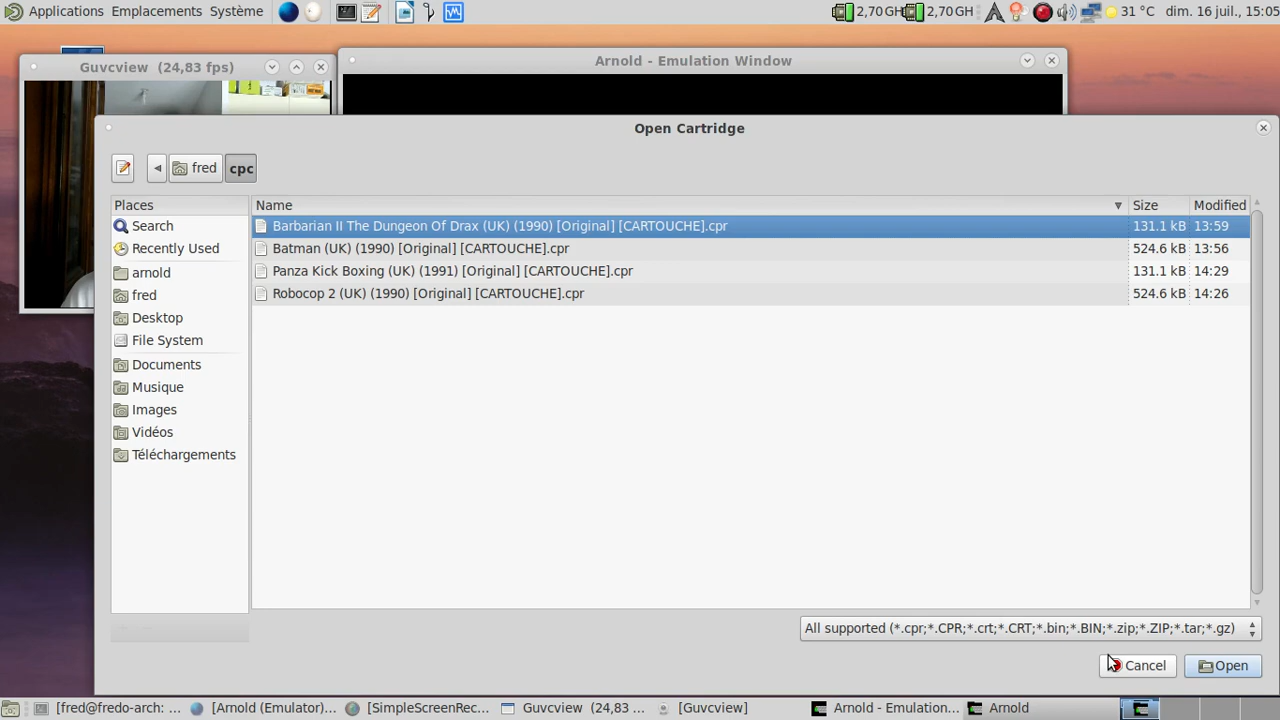 Applications Emplacements Système 2,70 GH 2,70 GH 31 °C dim. 16 juil., 15:05
Guvcview (24,83 fps)
Arnold - Emulation Window
Open Cartridge
fred cpc
Places
Search
Recently Used
arnold
fred
Desktop
File System
Documents
Musique
Images
Vidéos
Téléchargements
Name Size Modified
Barbarian II The Dungeon Of Drax (UK) (1990) [Original] [CARTOUCHE].cpr 131.1 kB 13:59
Batman (UK) (1990) [Original] [CARTOUCHE].cpr 524.6 kB 13:56
Panza Kick Boxing (UK) (1991) [Original] [CARTOUCHE].cpr 131.1 kB 14:29
Robocop 2 (UK) (1990) [Original] [CARTOUCHE].cpr 524.6 kB 14:26
All supported (*.cpr;*.CPR;*.crt;*.CRT;*.bin;*.BIN;*.zip;*.ZIP;*.tar;*.gz)
Cancel Open
[fred@fredo-arch: ... [Arnold (Emulator)... [SimpleScreenRec... Guvcview (24,83 ... [Guvcview] Arnold - Emulation... Arnold